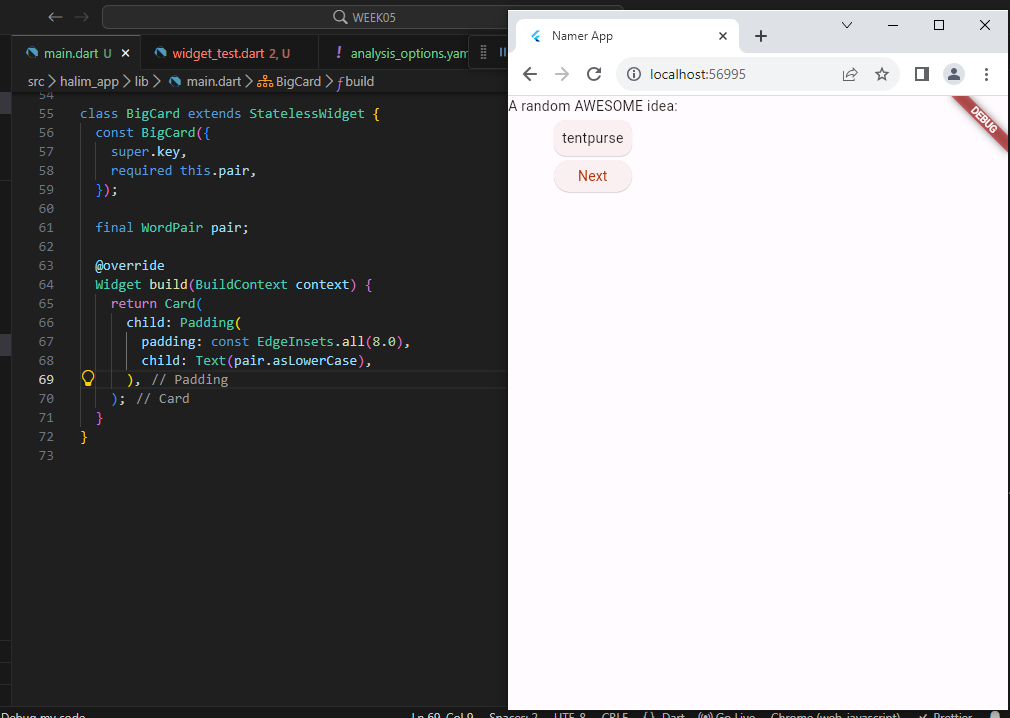 WEEK05
main.dart U
widget_test.dart 2, U
! analysis_options.yam
src > halim_app > lib > main.dart > BigCard > build
54
55 class BigCard extends StatelessWidget {
56 const BigCard({
57 super.key,
58 required this.pair,
59 });
60
61 final WordPair pair;
62
63 @override
64 Widget build(BuildContext context) {
65 return Card(
66 child: Padding(
67 padding: const EdgeInsets.all(8.0),
68 child: Text(pair.asLowerCase),
69 ), // Padding
70 ); // Card
71 }
72 }
73
Namer App
localhost:56995
A random AWESOME idea:
DEBUG
tentpurse
Next
Debug my code
Ln 69, Col 9 Spaces: 2 UTF-8 CRLF {} Dart Go Live Chrome (web-javascript) Prettier